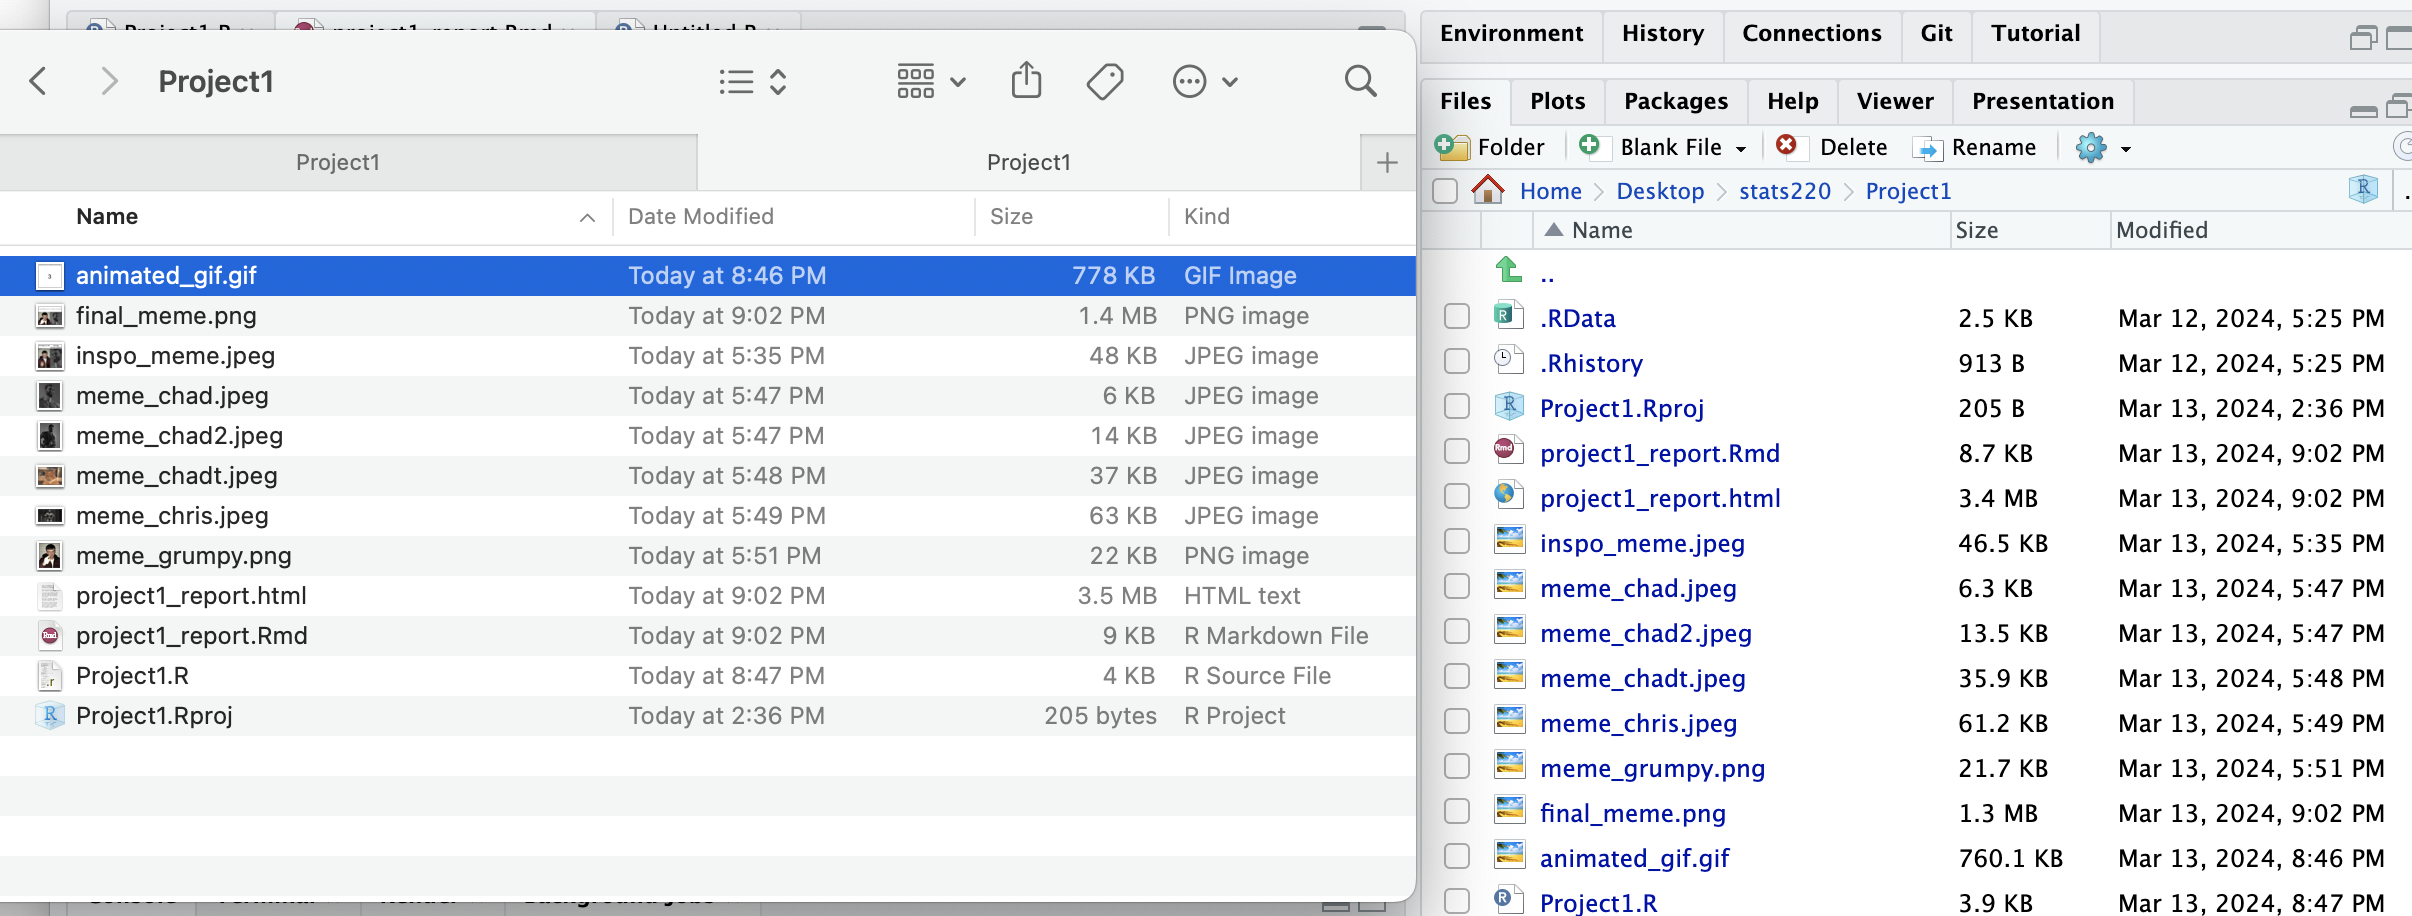 Project1.R
project1_report.Rmd
Untitled.R
Project1
Project1
Project1
Name
Date Modified
Size
Kind
animated_gif.gif Today at 8:46 PM 778 KB GIF Image
final_meme.png Today at 9:02 PM 1.4 MB PNG image
inspo_meme.jpeg Today at 5:35 PM 48 KB JPEG image
meme_chad.jpeg Today at 5:47 PM 6 KB JPEG image
meme_chad2.jpeg Today at 5:47 PM 14 KB JPEG image
meme_chadt.jpeg Today at 5:48 PM 37 KB JPEG image
meme_chris.jpeg Today at 5:49 PM 63 KB JPEG image
meme_grumpy.png Today at 5:51 PM 22 KB PNG image
project1_report.html Today at 9:02 PM 3.5 MB HTML text
project1_report.Rmd Today at 9:02 PM 9 KB R Markdown File
Project1.R Today at 8:47 PM 4 KB R Source File
Project1.Rproj Today at 2:36 PM 205 bytes R Project
Console Terminal Render Background Jobs
Environment History Connections Git Tutorial
Files Plots Packages Help Viewer Presentation
Folder Blank File Delete Rename
Home Desktop stats220 Project1
Name Size Modified
..
.RData 2.5 KB Mar 12, 2024, 5:25 PM
.Rhistory 913 B Mar 12, 2024, 5:25 PM
Project1.Rproj 205 B Mar 13, 2024, 2:36 PM
project1_report.Rmd 8.7 KB Mar 13, 2024, 9:02 PM
project1_report.html 3.4 MB Mar 13, 2024, 9:02 PM
inspo_meme.jpeg 46.5 KB Mar 13, 2024, 5:35 PM
meme_chad.jpeg 6.3 KB Mar 13, 2024, 5:47 PM
meme_chad2.jpeg 13.5 KB Mar 13, 2024, 5:47 PM
meme_chadt.jpeg 35.9 KB Mar 13, 2024, 5:48 PM
meme_chris.jpeg 61.2 KB Mar 13, 2024, 5:49 PM
meme_grumpy.png 21.7 KB Mar 13, 2024, 5:51 PM
final_meme.png 1.3 MB Mar 13, 2024, 9:02 PM
animated_gif.gif 760.1 KB Mar 13, 2024, 8:46 PM
Project1.R 3.9 KB Mar 13, 2024, 8:47 PM